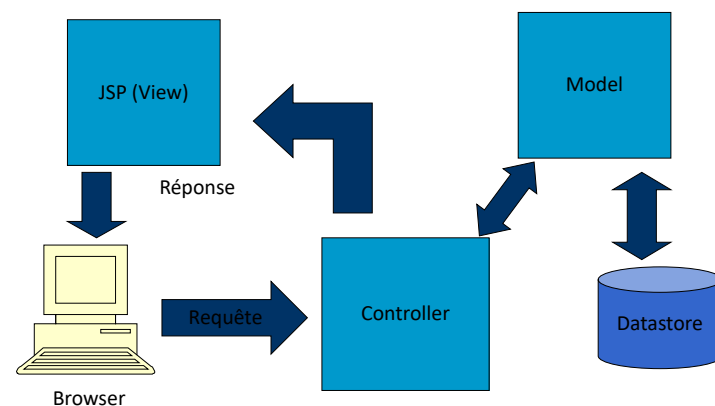 JSP (View)
Model
Réponse
Requête
Controller
Datastore
Browser